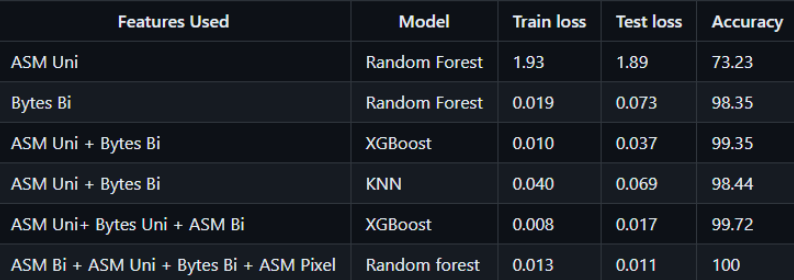 Features Used Model Train loss Test loss Accuracy
ASM Uni Random Forest 1.93 1.89 73.23
Bytes Bi Random Forest 0.019 0.073 98.35
ASM Uni + Bytes Bi XGBoost 0.010 0.037 99.35
ASM Uni + Bytes Bi KNN 0.040 0.069 98.44
ASM Uni+ Bytes Uni + ASM Bi XGBoost 0.008 0.017 99.72
ASM Bi + ASM Uni + Bytes Bi + ASM Pixel Random forest 0.013 0.011 100